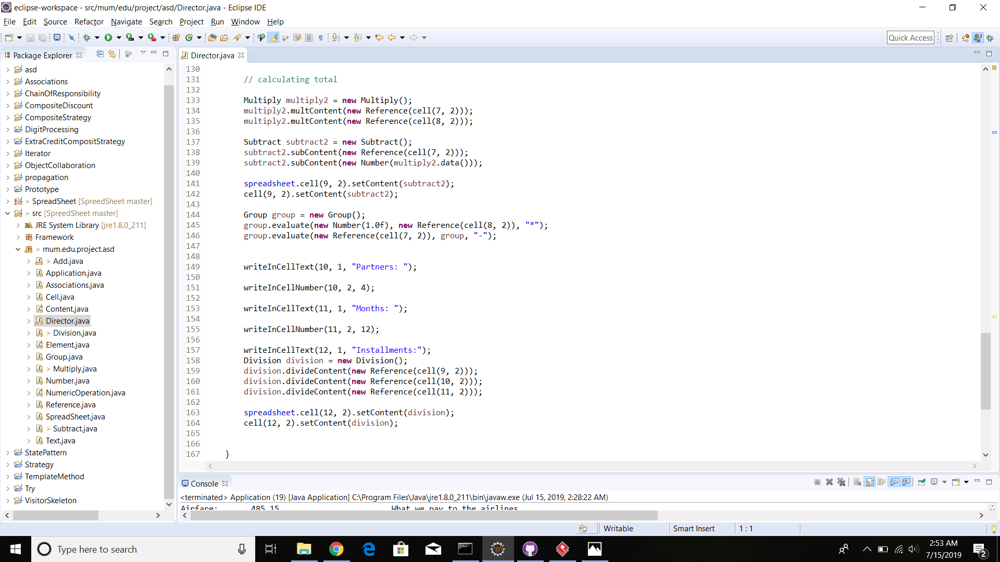 eclipse-workspace - src/mum/edu/project/asd/Director.java - Eclipse IDE
File Edit Source Refactor Navigate Search Project Run Window Help
Quick Access
Package Explorer
asd
Associations
ChainOfResponsibility
CompositeDiscount
CompositeStrategy
DigitProcessing
ExtraCreditCompositStrategy
Iterator
ObjectCollaboration
propagation
Prototype
> SpreadSheet [SpreedSheet master]
> src [SpreedSheet master]
JRE System Library [jre1.8.0_211]
Framework
> mum.edu.project.asd
> Add.java
Application.java
Associations.java
Cell.java
Content.java
Director.java
> Division.java
Element.java
Group.java
> Multiply.java
Number.java
NumericOperation.java
Reference.java
SpreadSheet.java
> Subtract.java
Text.java
StatePattern
Strategy
TemplateMethod
Try
VisitorSkeleton
Director.java
130
131 // calculating total
132
133 Multiply multiply2 = new Multiply();
134 multiply2.multContent(new Reference(cell(7, 2)));
135 multiply2.multContent(new Reference(cell(8, 2)));
136
137 Subtract subtract2 = new Subtract();
138 subtract2.subContent(new Reference(cell(7, 2)));
139 subtract2.subContent(new Number(multiply2.data()));
140
141 spreadsheet.cell(9, 2).setContent(subtract2);
142 cell(9, 2).setContent(subtract2);
143
144 Group group = new Group();
145 group.evaluate(new Number(1.0f), new Reference(cell(8, 2)), "*");
146 group.evaluate(new Reference(cell(7, 2)), group, "-");
147
148
149 writeInCellText(10, 1, "Partners: ");
150
151 writeInCellNumber(10, 2, 4);
152
153 writeInCellText(11, 1, "Months: ");
154
155 writeInCellNumber(11, 2, 12);
156
157 writeInCellText(12, 1, "Installments:");
158 Division division = new Division();
159 division.divideContent(new Reference(cell(9, 2)));
160 division.divideContent(new Reference(cell(10, 2)));
161 division.divideContent(new Reference(cell(11, 2)));
162
163 spreadsheet.cell(12, 2).setContent(division);
164 cell(12, 2).setContent(division);
165
166
167 }
Console
<terminated> Application (19) [Java Application] C:\Program Files\Java\jre1.8.0_211\bin\javaw.exe (Jul 15, 2019, 2:28:22 AM)
Airfare: 485.15 What we pay to the airlines
Writable Smart Insert 1 : 1
Type here to search
2:53 AM
7/15/2019
2